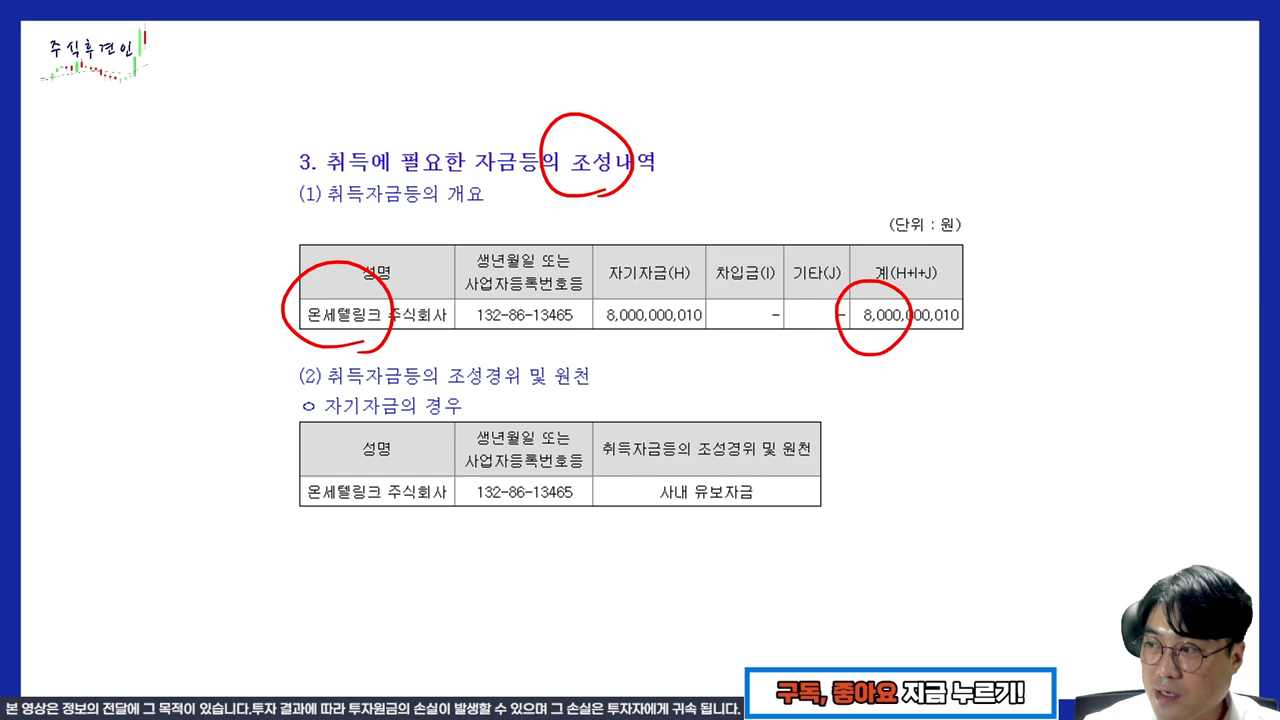 주식후견인
3. 취득에 필요한 자금등의 조성내역
(1) 취득자금등의 개요
(단위 : 원)
성명 생년월일 또는 사업자등록번호등 자기자금(H) 차입금(I) 기타(J) 계(H+I+J)
온세텔링크 주식회사 132-86-13465 8,000,000,010 - - 8,000,000,010
(2) 취득자금등의 조성경위 및 원천
ㅇ 자기자금의 경우
성명 생년월일 또는 사업자등록번호등 취득자금등의 조성경위 및 원천
온세텔링크 주식회사 132-86-13465 사내 유보자금
구독, 좋아요 지금 누르기!
본 영상은 정보의 전달에 그 목적이 있습니다.투자 결과에 따라 투자원금의 손실이 발생할 수 있으며 그 손실은 투자자에게 귀속 됩니다.